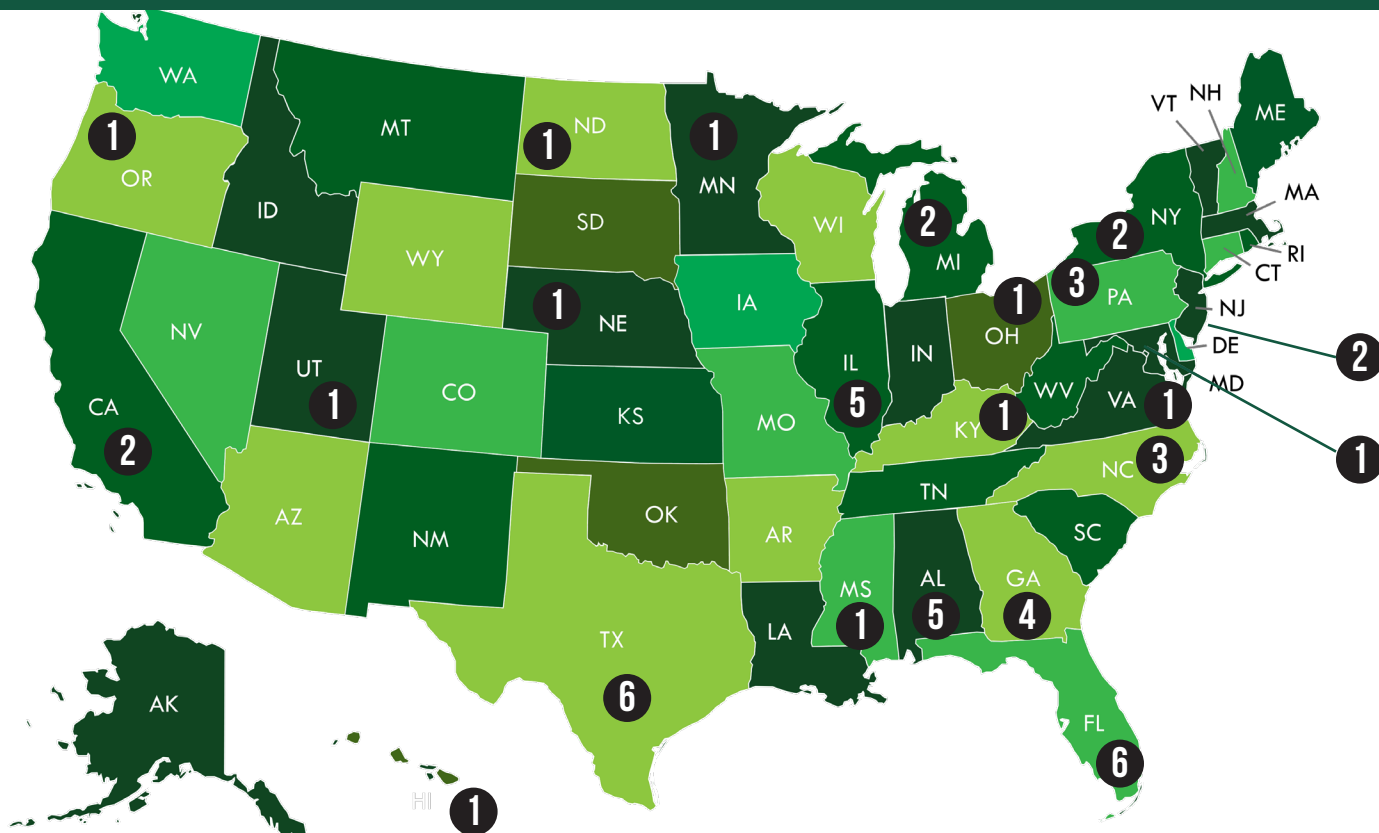 WA
MT
ND
1
OR
1
MN
1
ID
SD
WY
WI
MI
2
NY
2
VT
NH
ME
MA
RI
CT
PA
3
NJ
2
DE
MD
1
NE
1
IA
OH
1
IN
IL
5
NV
UT
1
CO
KS
MO
WV
VA
1
KY
1
CA
2
NC
3
AZ
NM
OK
AR
TN
SC
MS
1
AL
5
GA
4
LA
TX
6
FL
6
AK
HI
1